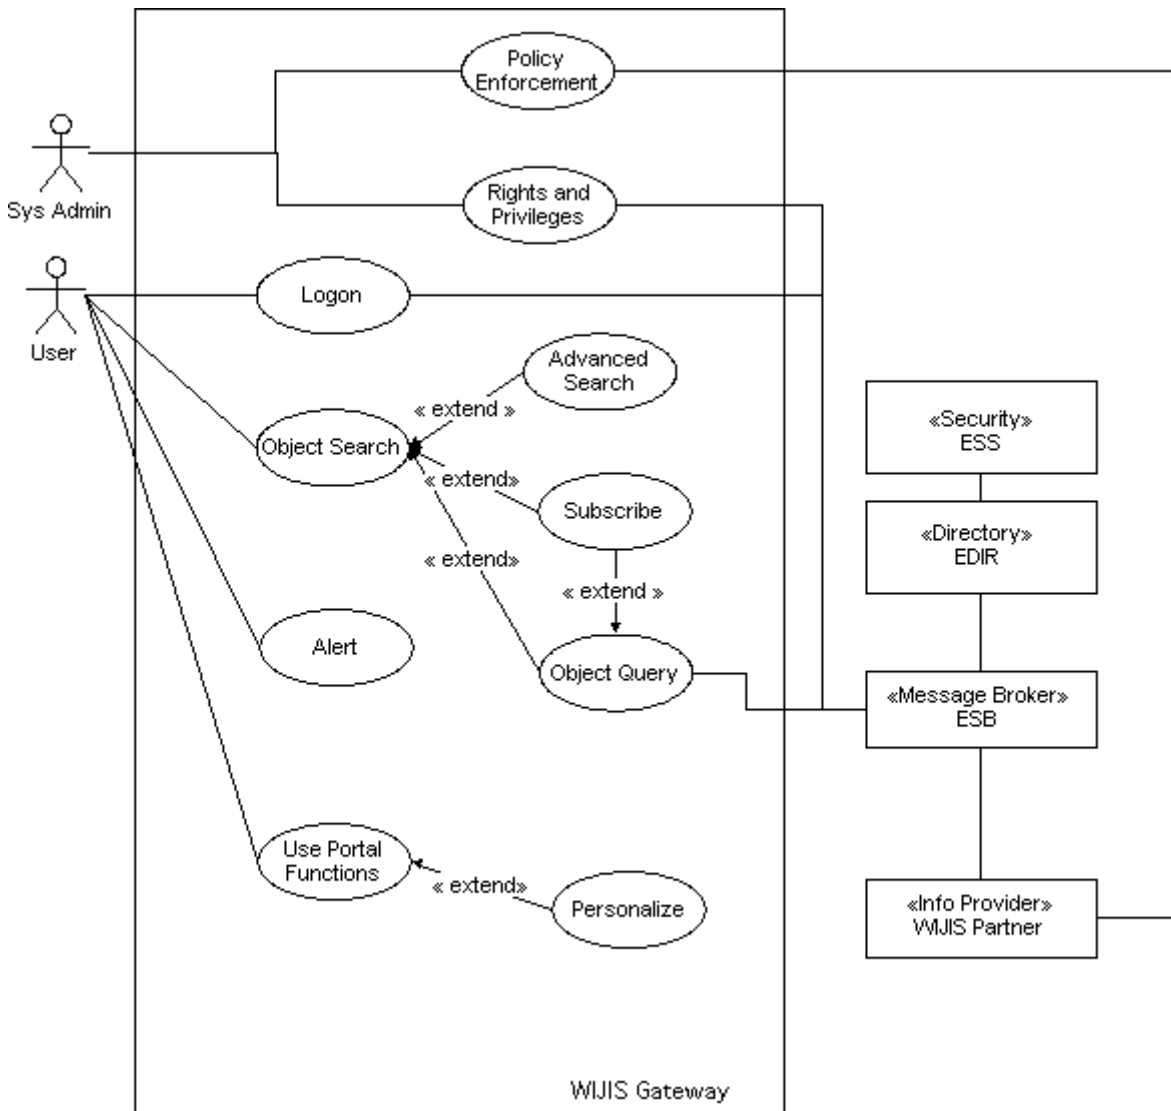 Policy
Enforcement
Sys Admin
Rights and
Privileges
User
Logon
Advanced
Search
« extend »
Object Search
« extend»
Subscribe
« extend»
« extend »
Alert
Object Query
Use Portal
Functions
« extend»
Personalize
«Security»
ESS
«Directory»
EDIR
«Message Broker»
ESB
«Info Provider»
WIJIS Partner
WIJIS Gateway